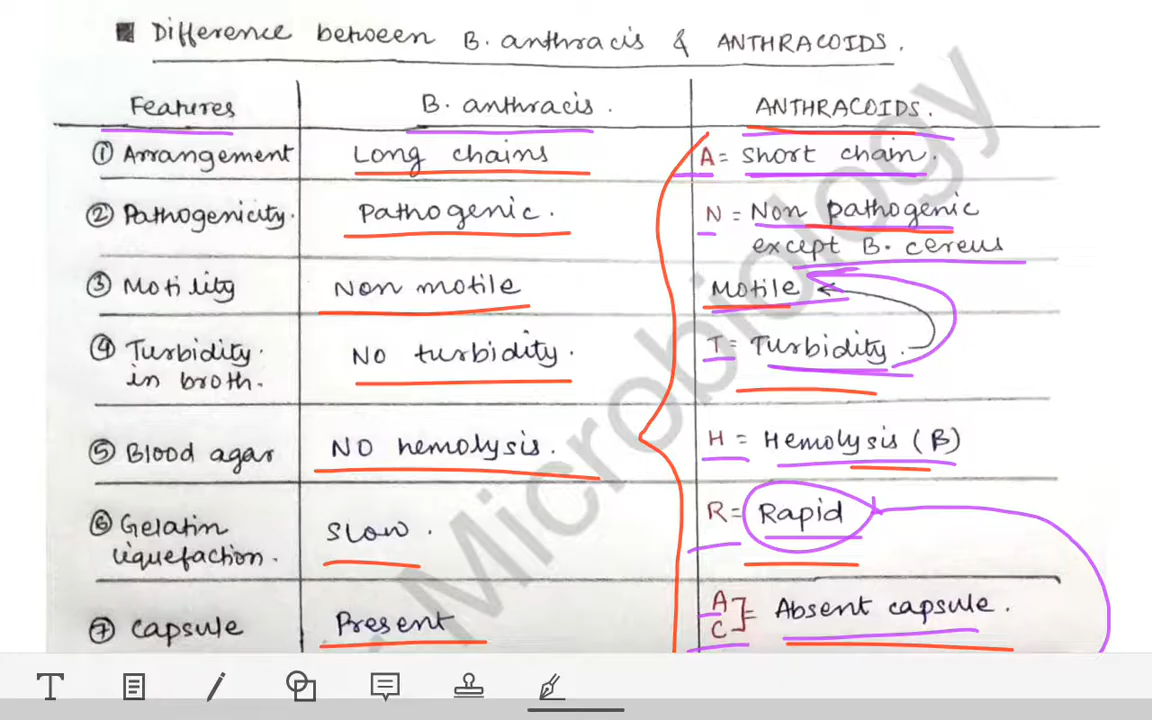 Difference between B. anthracis & ANTHRACOIDS.
Features B. anthracis. ANTHRACOIDS.
① Arrangement Long chains A = short chain.
② Pathogenicity. Pathogenic. N = Non pathogenic
except B. cereus
③ Motility Non motile Motile
④ Turbidity No turbidity. T = Turbidity.
in broth.
⑤ Blood agar NO hemolysis. H = Hemolysis (B)
⑥ Gelatin Slow. R = Rapid
liquefaction.
⑦ Capsule Present A C ] = Absent capsule.
Microbiology
T